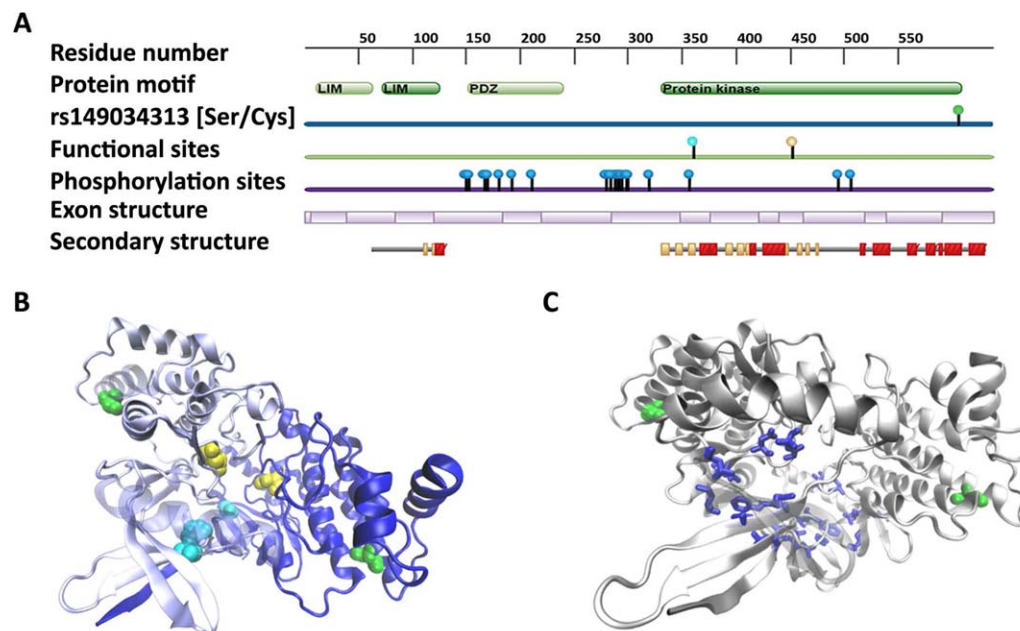 A
Residue number 50 100 150 200 250 300 350 400 450 500 550
Protein motif LIM LIM PDZ Protein kinase
rs149034313 [Ser/Cys]
Functional sites
Phosphorylation sites
Exon structure
Secondary structure
B C